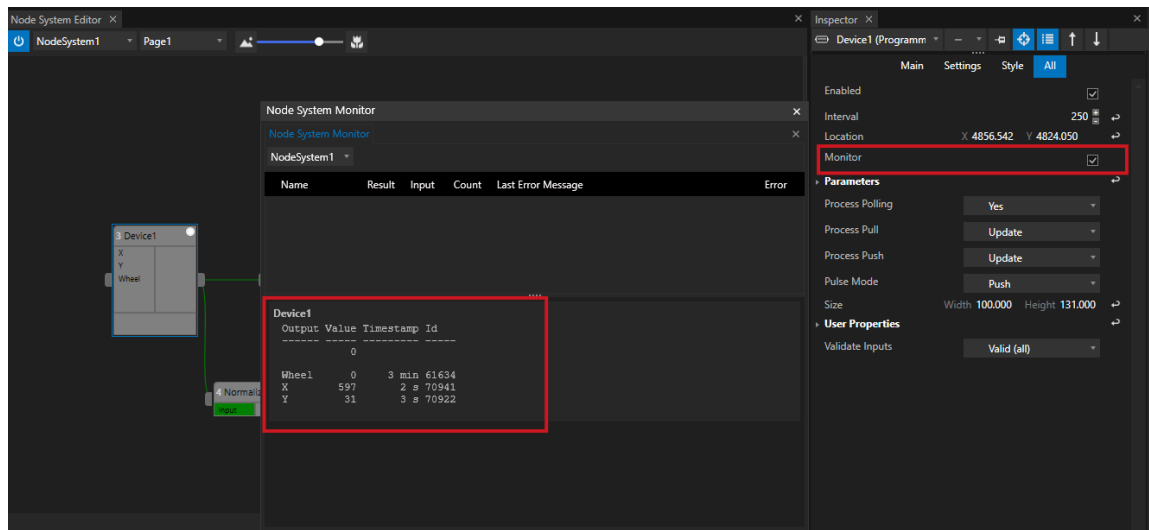 Node System Editor
NodeSystem1 Page1
3 Device1
X
Y
Wheel
4 Normaliz
Input
Node System Monitor
Node System Monitor
NodeSystem1
Name Result Input Count Last Error Message Error
Device1
Output Value Timestamp Id
------ ----- --------- -----
0
Wheel 0 3 min 61634
X 597 2 s 70941
Y 31 3 s 70922
Inspector
Device1 (Programm
Main Settings Style All
Enabled
Interval 250
Location X 4856.542 Y 4824.050
Monitor
Parameters
Process Polling Yes
Process Pull Update
Process Push Update
Pulse Mode Push
Size Width 100.000 Height 131.000
User Properties
Validate Inputs Valid (all)